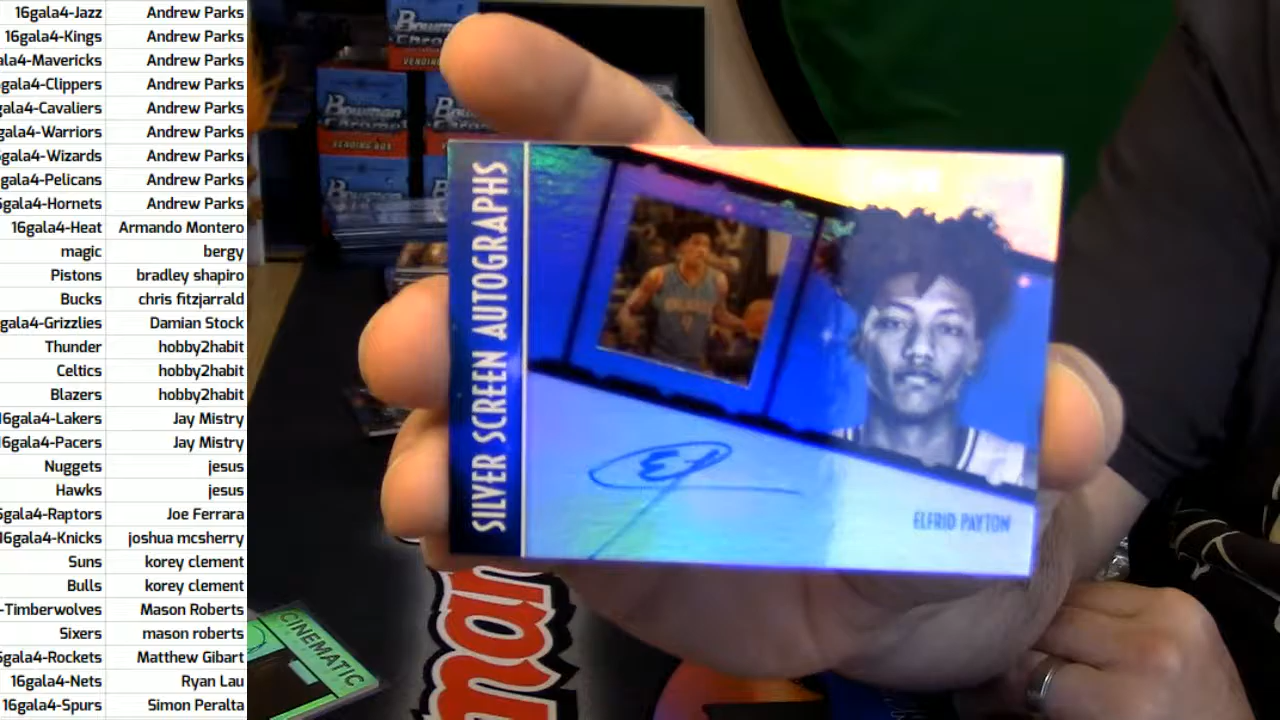 16gala4-Jazz Andrew Parks
16gala4-Kings Andrew Parks
ala4-Mavericks Andrew Parks
gala4-Clippers Andrew Parks
gala4-Cavaliers Andrew Parks
gala4-Warriors Andrew Parks
gala4-Wizards Andrew Parks
gala4-Pelicans Andrew Parks
gala4-Hornets Andrew Parks
16gala4-Heat Armando Montero
magic bergy
Pistons bradley shapiro
Bucks chris fitzjarrald
gala4-Grizzlies Damian Stock
Thunder hobby2habit
Celtics hobby2habit
Blazers hobby2habit
16gala4-Lakers Jay Mistry
16gala4-Pacers Jay Mistry
Nuggets jesus
Hawks jesus
gala4-Raptors Joe Ferrara
16gala4-Knicks joshua mcsherry
Suns korey clement
Bulls korey clement
-Timberwolves Mason Roberts
Sixers mason roberts
gala4-Rockets Matthew Gibart
16gala4-Nets Ryan Lau
16gala4-Spurs Simon Peralta
Bowman
Chrome
VENDING
Bowman
Chrome
VENDING BOX
Bowman
SILVER SCREEN AUTOGRAPHS
ELFRID PAYTON
CINEMATIC